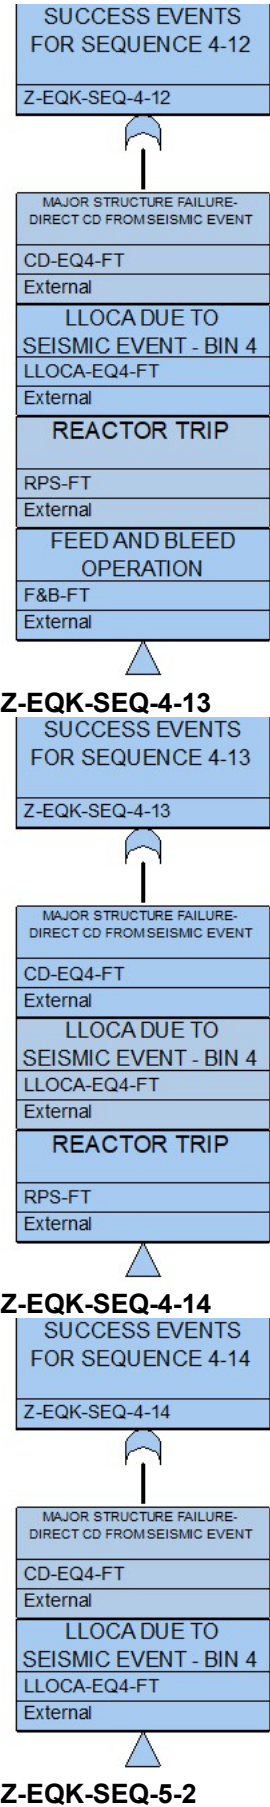 SUCCESS EVENTS
FOR SEQUENCE 4-12
Z-EQK-SEQ-4-12
MAJOR STRUCTURE FAILURE-
DIRECT CD FROM SEISMIC EVENT
CD-EQ4-FT
External
LLOCA DUE TO
SEISMIC EVENT - BIN 4
LLOCA-EQ4-FT
External
REACTOR TRIP
RPS-FT
External
FEED AND BLEED
OPERATION
F&B-FT
External
Z-EQK-SEQ-4-13
SUCCESS EVENTS
FOR SEQUENCE 4-13
Z-EQK-SEQ-4-13
MAJOR STRUCTURE FAILURE-
DIRECT CD FROM SEISMIC EVENT
CD-EQ4-FT
External
LLOCA DUE TO
SEISMIC EVENT - BIN 4
LLOCA-EQ4-FT
External
REACTOR TRIP
RPS-FT
External
Z-EQK-SEQ-4-14
SUCCESS EVENTS
FOR SEQUENCE 4-14
Z-EQK-SEQ-4-14
MAJOR STRUCTURE FAILURE-
DIRECT CD FROM SEISMIC EVENT
CD-EQ4-FT
External
LLOCA DUE TO
SEISMIC EVENT - BIN 4
LLOCA-EQ4-FT
External
Z-EQK-SEQ-5-2